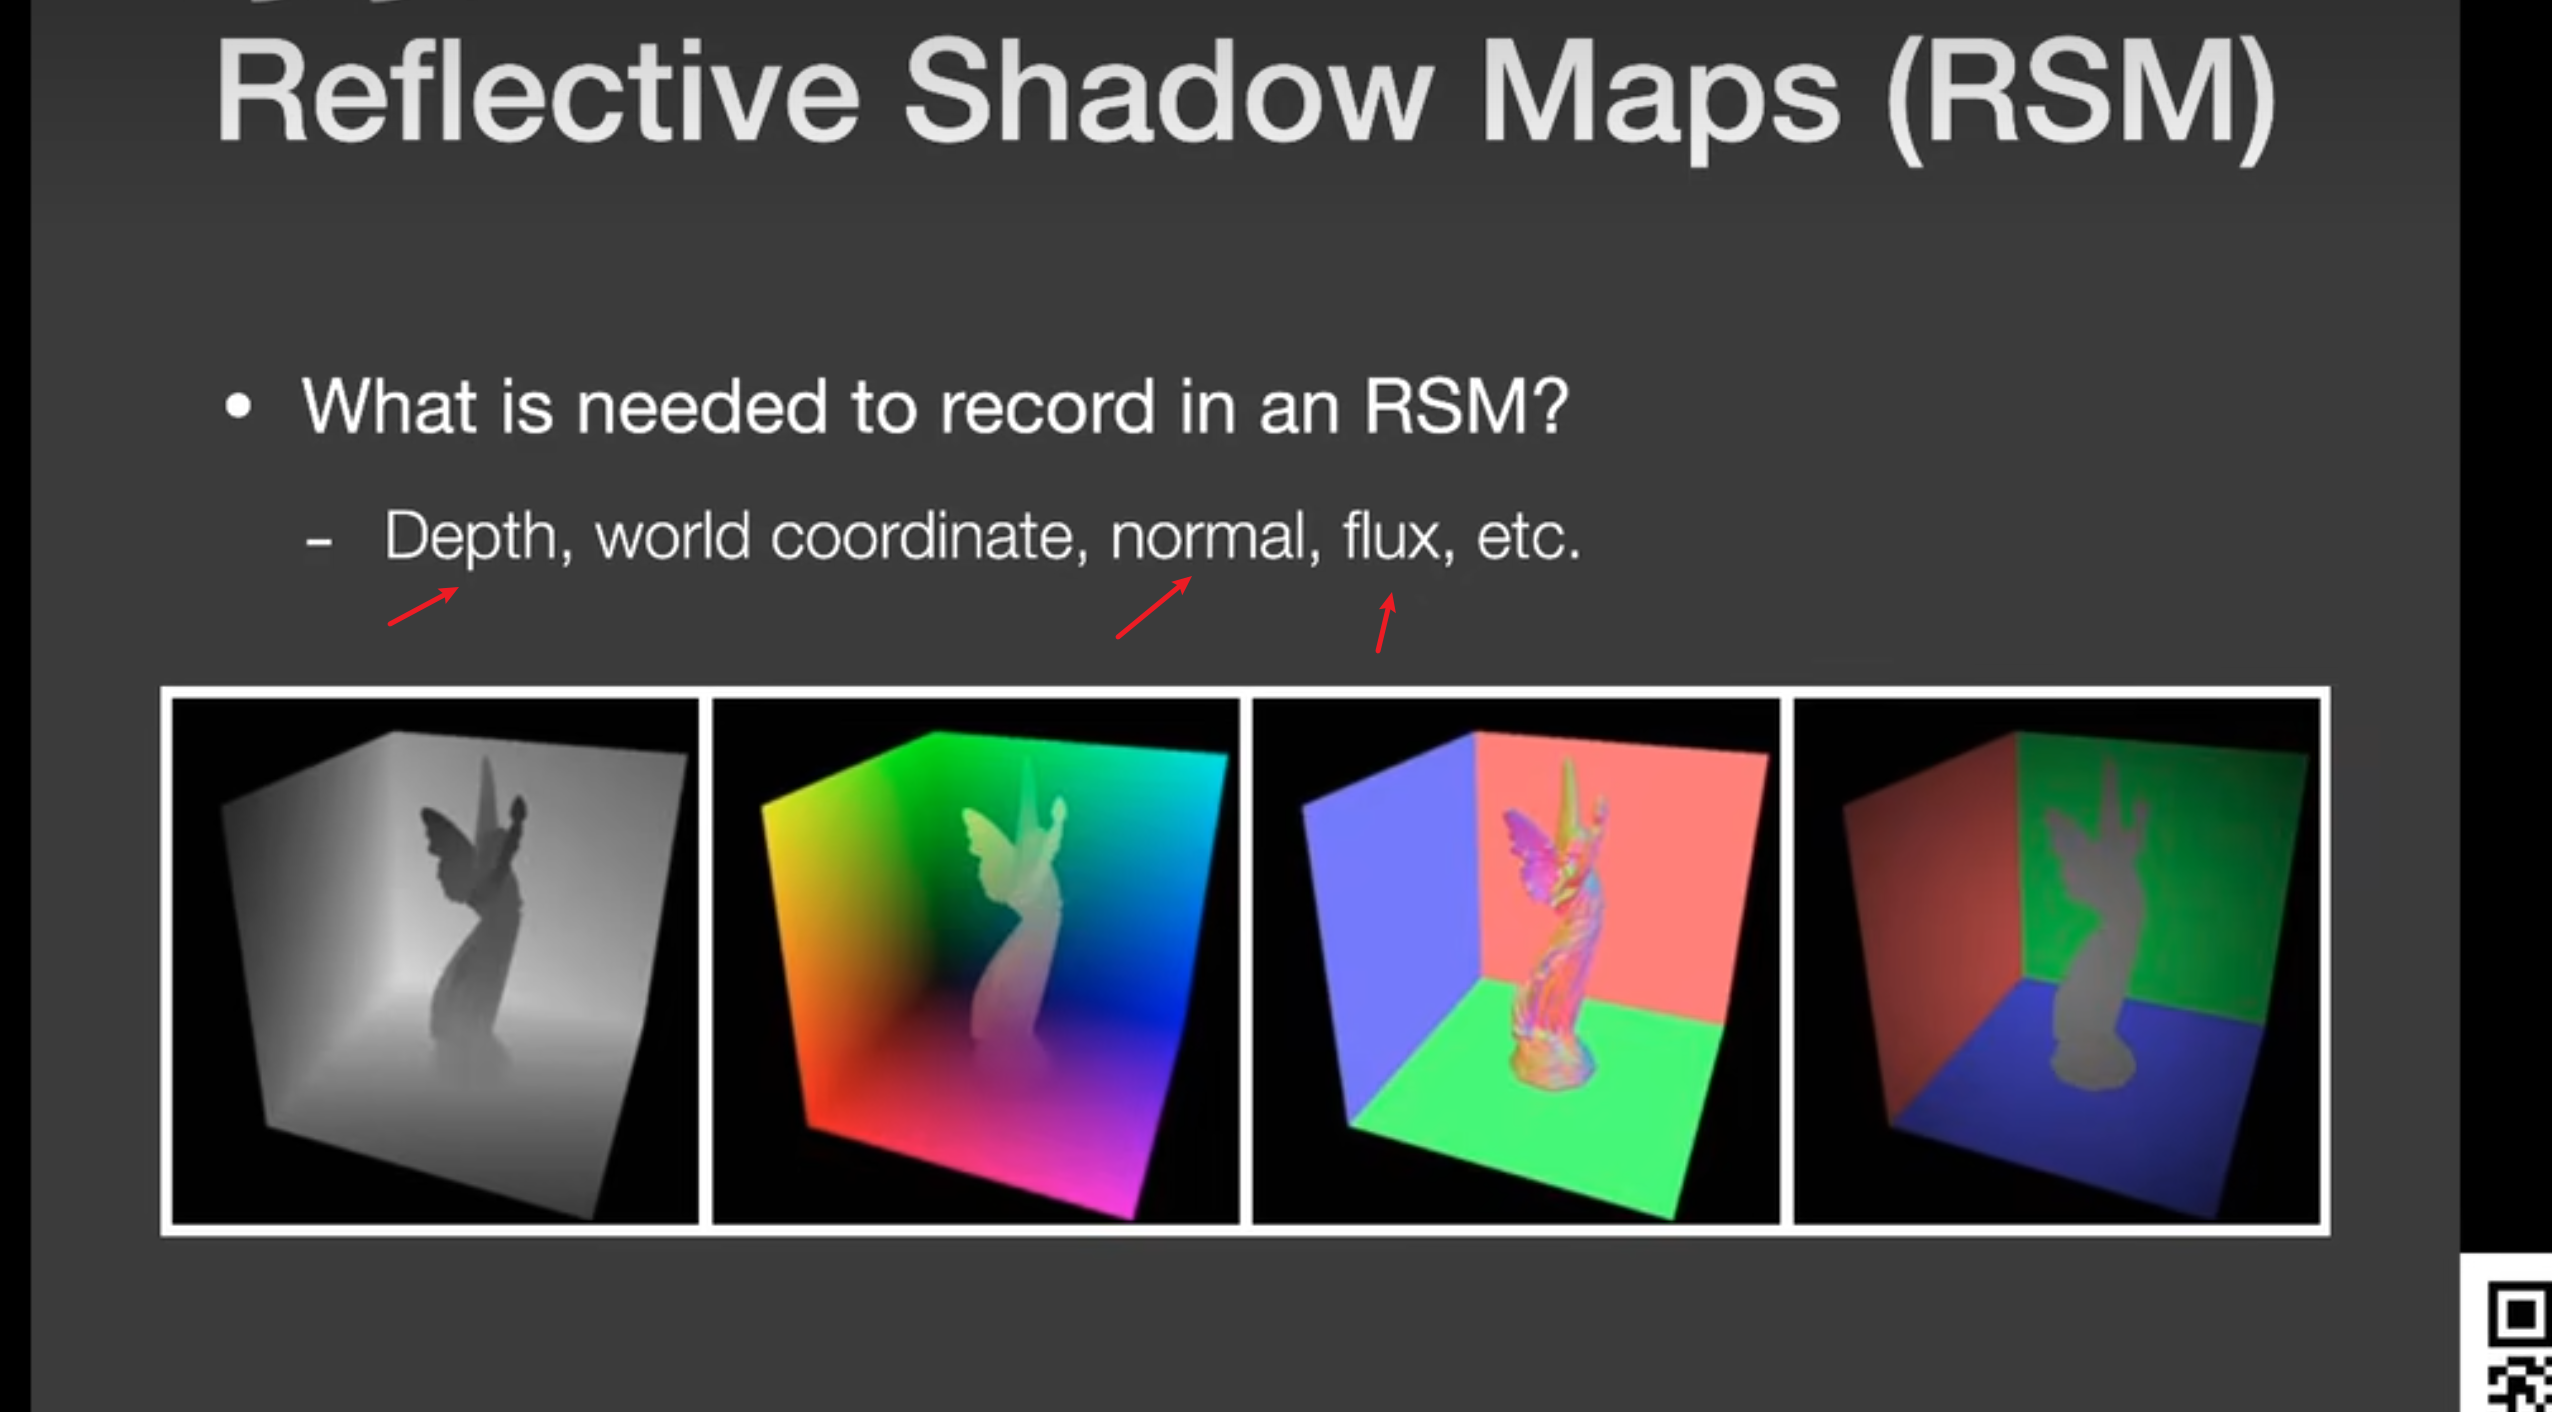 Reflective Shadow Maps (RSM)
• What is needed to record in an RSM?
- Depth, world coordinate, normal, flux, etc.